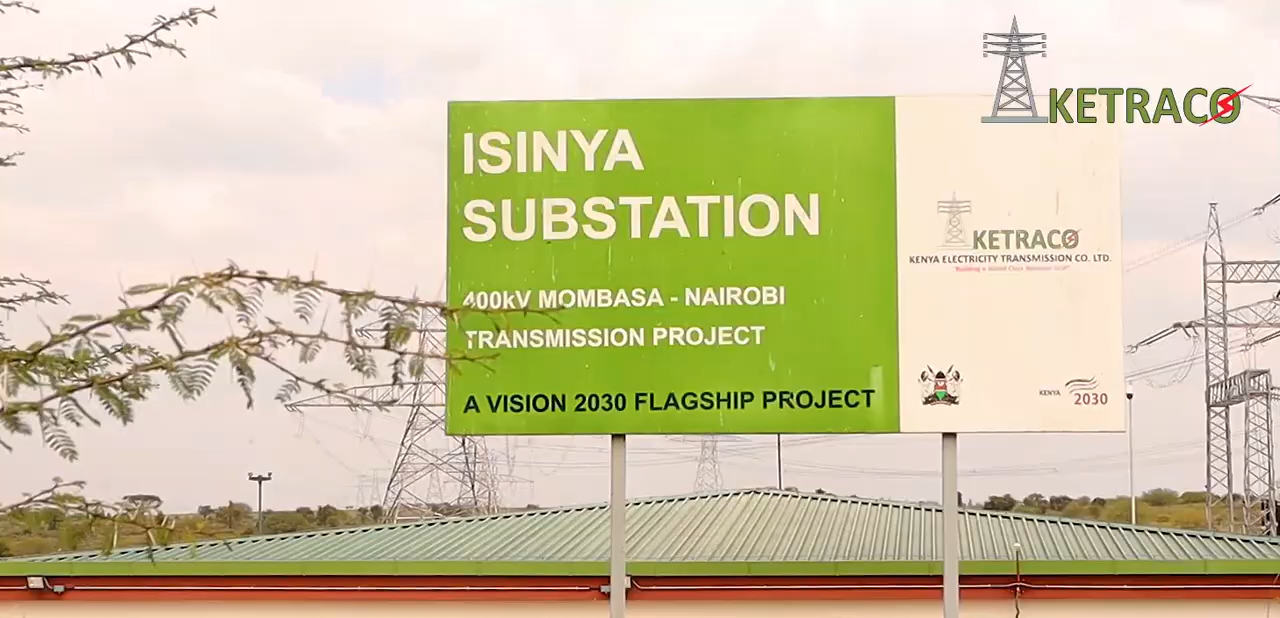 KETRACO
ISINYA
SUBSTATION
400kV MOMBASA - NAIROBI
TRANSMISSION PROJECT
A VISION 2030 FLAGSHIP PROJECT
KETRACO
KENYA ELECTRICITY TRANSMISSION CO. LTD.
KENYA
2030